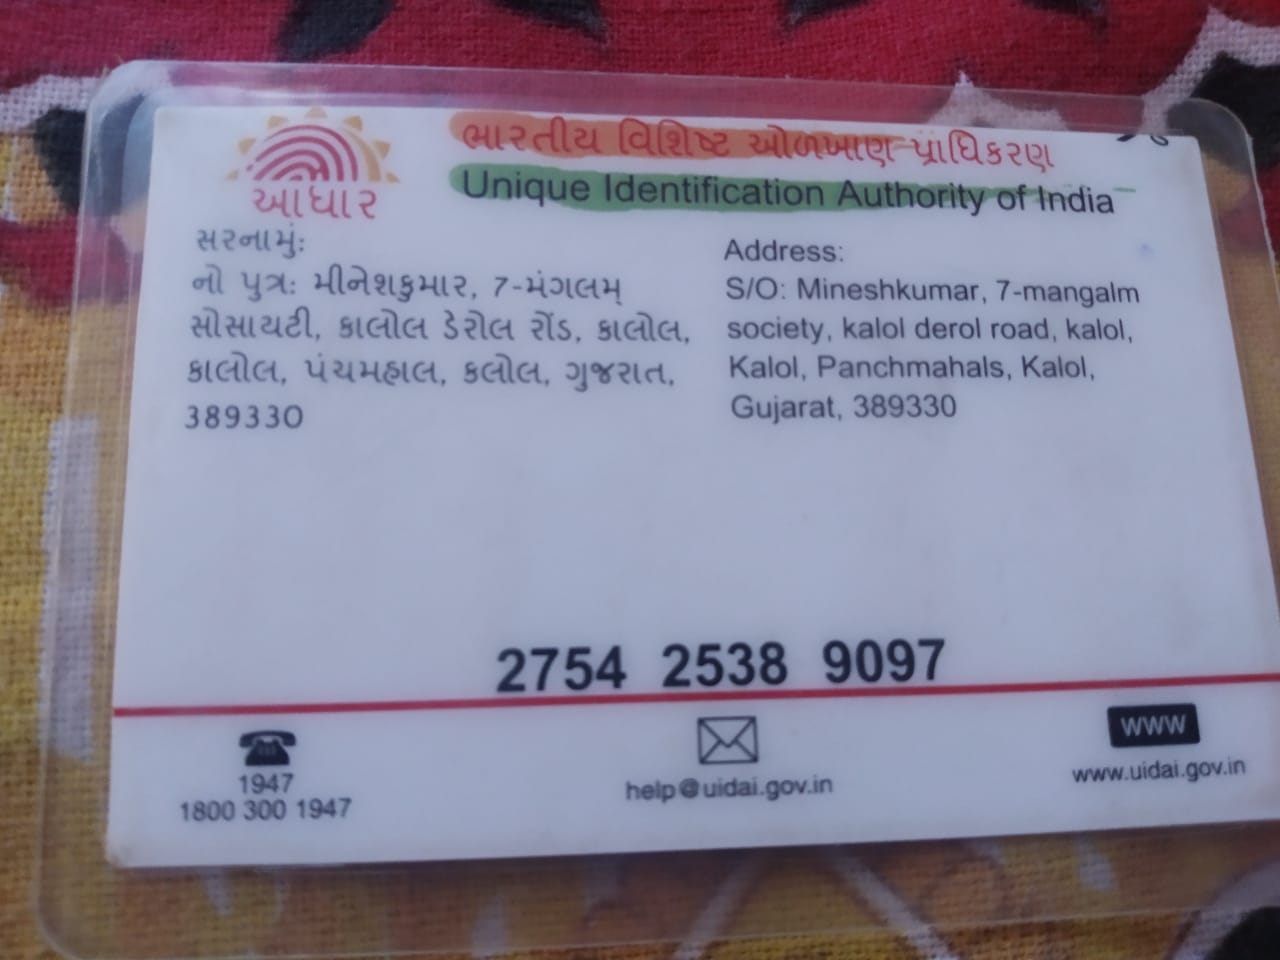 ભારતીય વિશિષ્ટ ઓળખાણ પ્રાધિકરણ
Unique Identification Authority of India
આધાર
સરનામું:
નો પુત્ર: મીનેશકુમાર, 7-મંગલમ્
સોસાયટી, કાલોલ ડેરોલ રોંડ, કાલોલ,
કાલોલ, પંચમહાલ, કલોલ, ગુજરાત,
389330
Address:
S/O: Mineshkumar, 7-mangalm
society, kalol derol road, kalol,
Kalol, Panchmahals, Kalol,
Gujarat, 389330
2754 2538 9097
1947
1800 300 1947
help@uidai.gov.in
WWW
www.uidai.gov.in